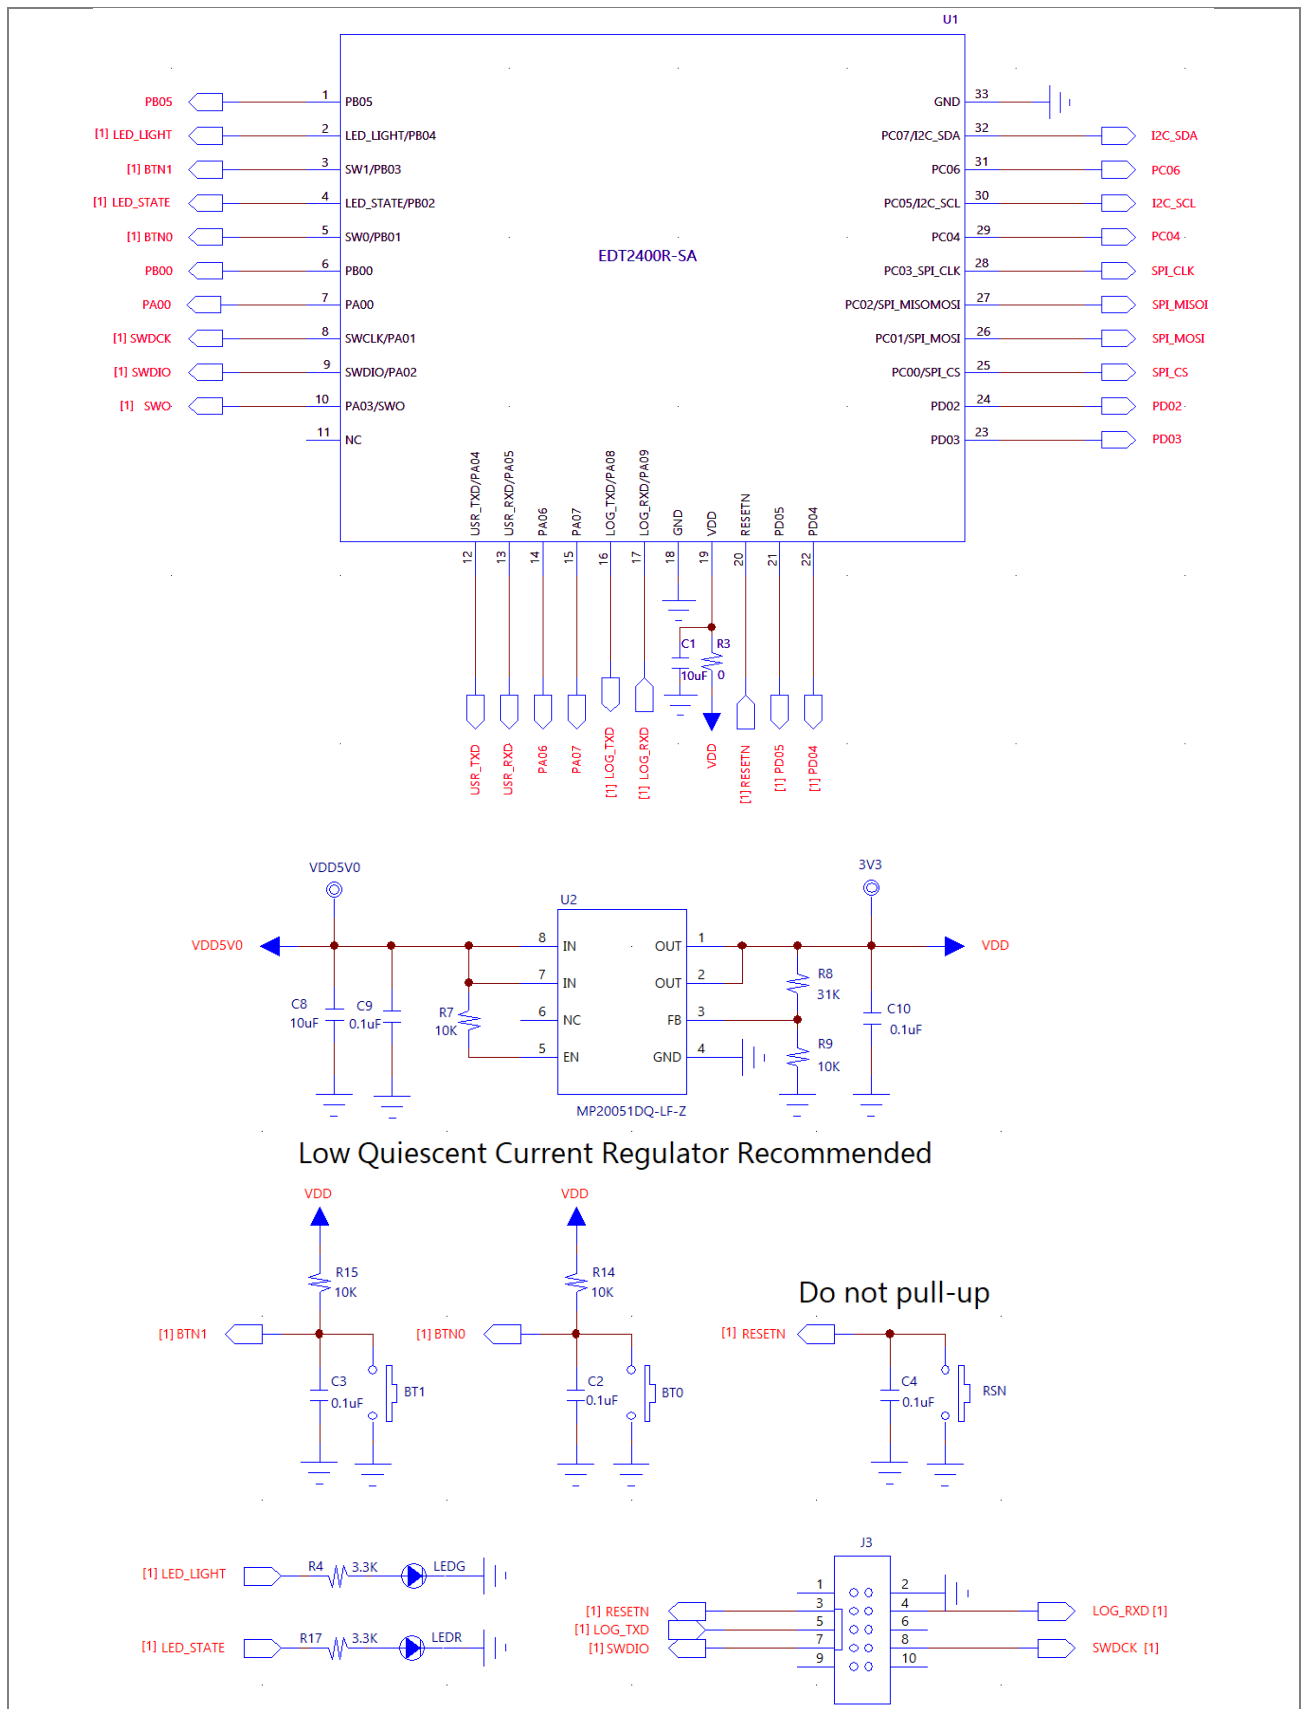 U1
PB05 1 PB05 GND 33
[1] LED_LIGHT 2 LED_LIGHT/PB04 PC07/I2C_SDA 32 I2C_SDA
[1] BTN1 3 SW1/PB03 PC06 31 PC06
[1] LED_STATE 4 LED_STATE/PB02 PC05/I2C_SCL 30 I2C_SCL
[1] BTN0 5 SW0/PB01 PC04 29 PC04
EDT2400R-SA
PB00 6 PB00 PC03_SPI_CLK 28 SPI_CLK
PA00 7 PA00 PC02/SPI_MISOMOSI 27 SPI_MISOI
[1] SWDCK 8 SWCLK/PA01 PC01/SPI_MOSI 26 SPI_MOSI
[1] SWDIO 9 SWDIO/PA02 PC00/SPI_CS 25 SPI_CS
[1] SWO 10 PA03/SWO PD02 24 PD02
11 NC PD03 23 PD03
USR_TXD/PA04 USR_RXD/PA05 PA06 PA07 LOG_TXD/PA08 LOG_RXD/PA09 GND VDD RESETN PD05 PD04
12 13 14 15 16 17 18 19 20 21 22
C1 R3
10uF 0
USR_TXD USR_RXD PA06 PA07 [1] LOG_TXD [1] LOG_RXD VDD [1] RESETN [1] PD05 [1] PD04
VDD5V0 3V3
U2
VDD5V0 8 IN OUT 1 VDD
7 IN OUT 2 R8
31K
C8 10uF C9 0.1uF R7 10K 6 NC FB 3 C10 0.1uF
5 EN GND 4 R9
10K
MP20051DQ-LF-Z
Low Quiescent Current Regulator Recommended
VDD VDD
R15 R14
10K 10K
Do not pull-up
[1] BTN1 [1] BTN0 [1] RESETN
C3 C2 C4
0.1uF BT1 0.1uF BT0 0.1uF RSN
J3
[1] LED_LIGHT R4 3.3K LEDG
1 2
[1] RESETN 3 4 LOG_RXD [1]
[1] LOG_TXD 5 6
[1] LED_STATE R17 3.3K LEDR
[1] SWDIO 7 8 SWDCK [1]
9 10